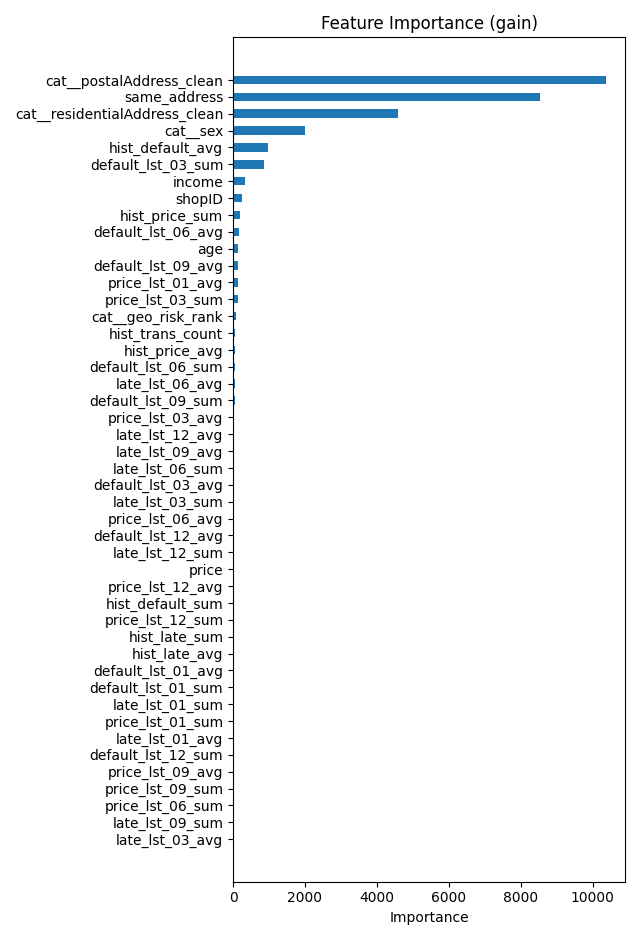 Feature Importance (gain)
cat__postalAddress_clean
same_address
cat__residentialAddress_clean
cat__sex
hist_default_avg
default_lst_03_sum
income
shopID
hist_price_sum
default_lst_06_avg
age
default_lst_09_avg
price_lst_01_avg
price_lst_03_sum
cat__geo_risk_rank
hist_trans_count
hist_price_avg
default_lst_06_sum
late_lst_06_avg
default_lst_09_sum
price_lst_03_avg
late_lst_12_avg
late_lst_09_avg
late_lst_06_sum
default_lst_03_avg
late_lst_03_sum
price_lst_06_avg
default_lst_12_avg
late_lst_12_sum
price
price_lst_12_avg
hist_default_sum
price_lst_12_sum
hist_late_sum
hist_late_avg
default_lst_01_avg
default_lst_01_sum
late_lst_01_sum
price_lst_01_sum
late_lst_01_avg
default_lst_12_sum
price_lst_09_avg
price_lst_09_sum
price_lst_06_sum
late_lst_09_sum
late_lst_03_avg
0 2000 4000 6000 8000 10000
Importance